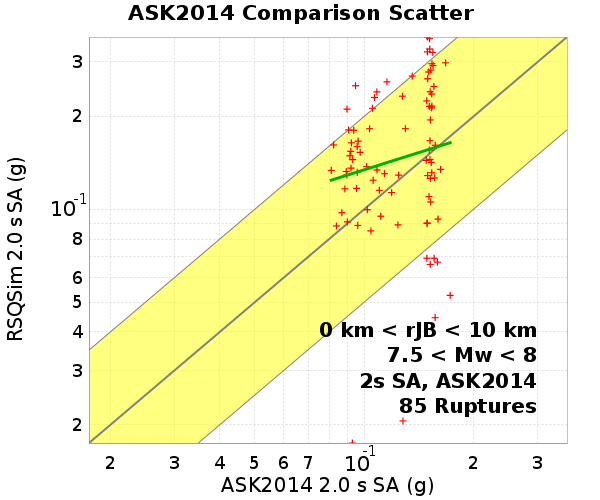 ASK2014 Comparison Scatter
RSQSim 2.0 s SA (g)
3
2
10-1
8
6
5
4
3
2
0 km < rJB < 10 km
7.5 < Mw < 8
2s SA, ASK2014
85 Ruptures
2 3 4 5 6 7 10-1 2 3
ASK2014 2.0 s SA (g)